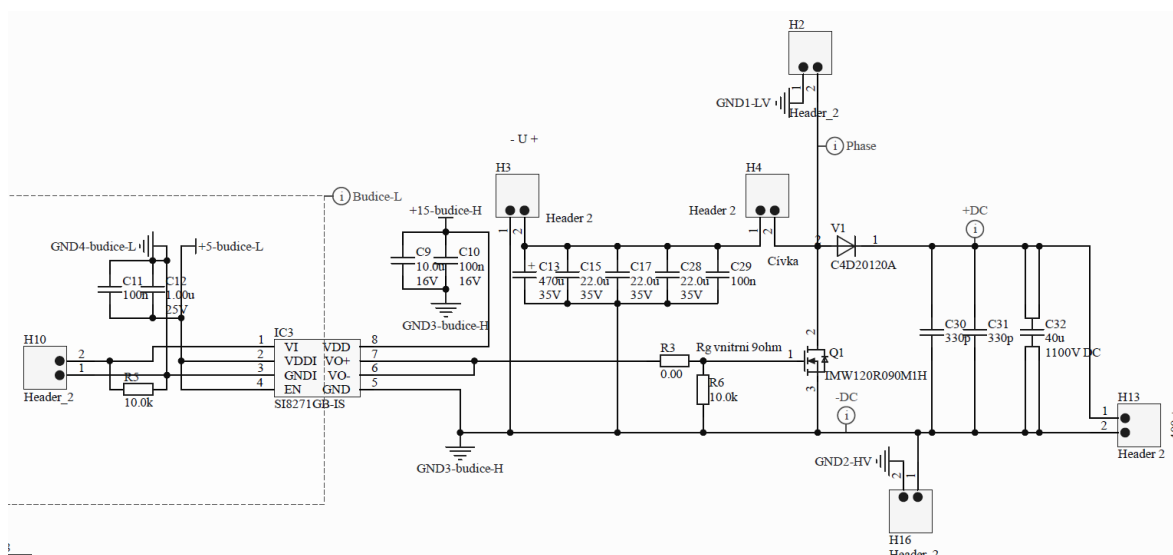 H2
1
2
GND1-LV
Header_2
- U +
Phase
H3
H4
Budice-L
+15-budice-H
Header 2
Header 2
+DC
1
2
1
2
GND4-budice-L
+5-budice-L
V1
2
1
C9
10.0u
16V
C10
100n
16V
+ C13
470u
35V
C15
22.0u
35V
C17
22.0u
35V
C28
22.0u
35V
C29
100n
Cívka
C4D20120A
C11
100n
C12
1.00u
25V
GND3-budice-H
C30
330p
C31
330p
C32
40u
1100V DC
IC3
H10
2
1
Header_2
1 VI VDD 8
2 VDDI VO+ 7
3 GNDI VO- 6
4 EN GND 5
SI8271GB-IS
R5
10.0k
R3
0.00
Rg vnitrni 9ohm
1
2
Q1
IMW120R090M1H
3
R6
10.0k
-DC
H13
1
2
Header 2
GND3-budice-H
GND2-HV
2
1
H16
Header_2